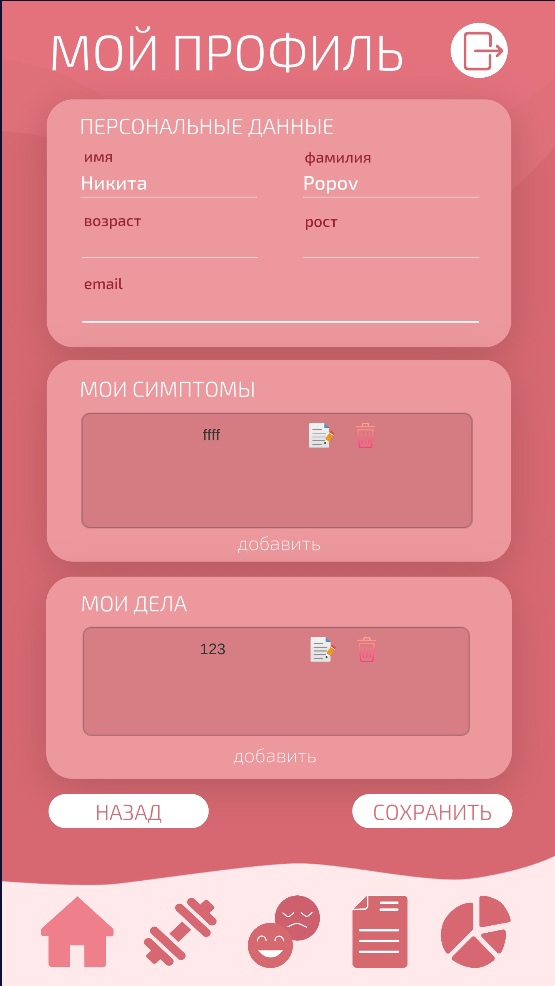 МОЙ ПРОФИЛЬ
ПЕРСОНАЛЬНЫЕ ДАННЫЕ
имя фамилия
Никита Popov
возраст рост
email
МОИ СИМПТОМЫ
ffff
добавить
МОИ ДЕЛА
123
добавить
НАЗАД СОХРАНИТЬ